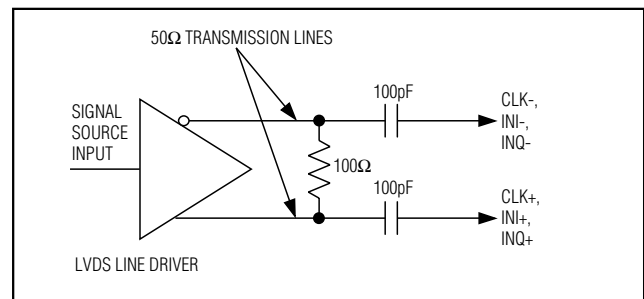 50Ω TRANSMISSION LINES
SIGNAL
SOURCE
INPUT
100pF
CLK-,
INI-,
INQ-
100Ω
100pF
CLK+,
INI+,
INQ+
LVDS LINE DRIVER